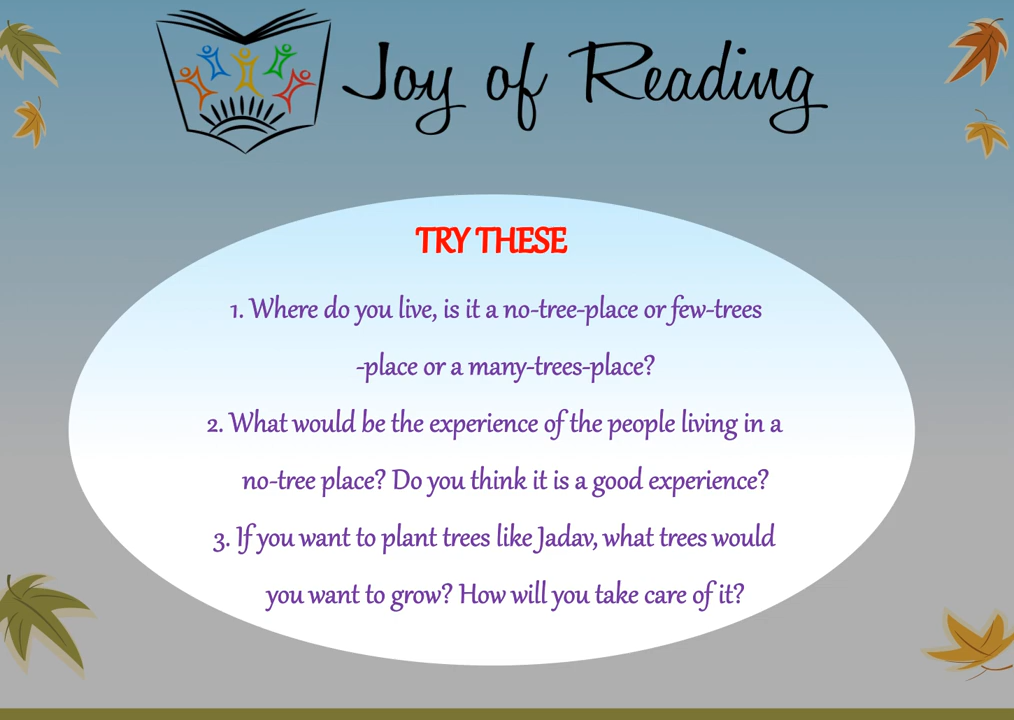 Joy of Reading
TRY THESE
1. Where do you live, is it a no-tree-place or few-trees
-place or a many-trees-place?
2. What would be the experience of the people living in a
no-tree place? Do you think it is a good experience?
3. If you want to plant trees like Jadav, what trees would
you want to grow? How will you take care of it?